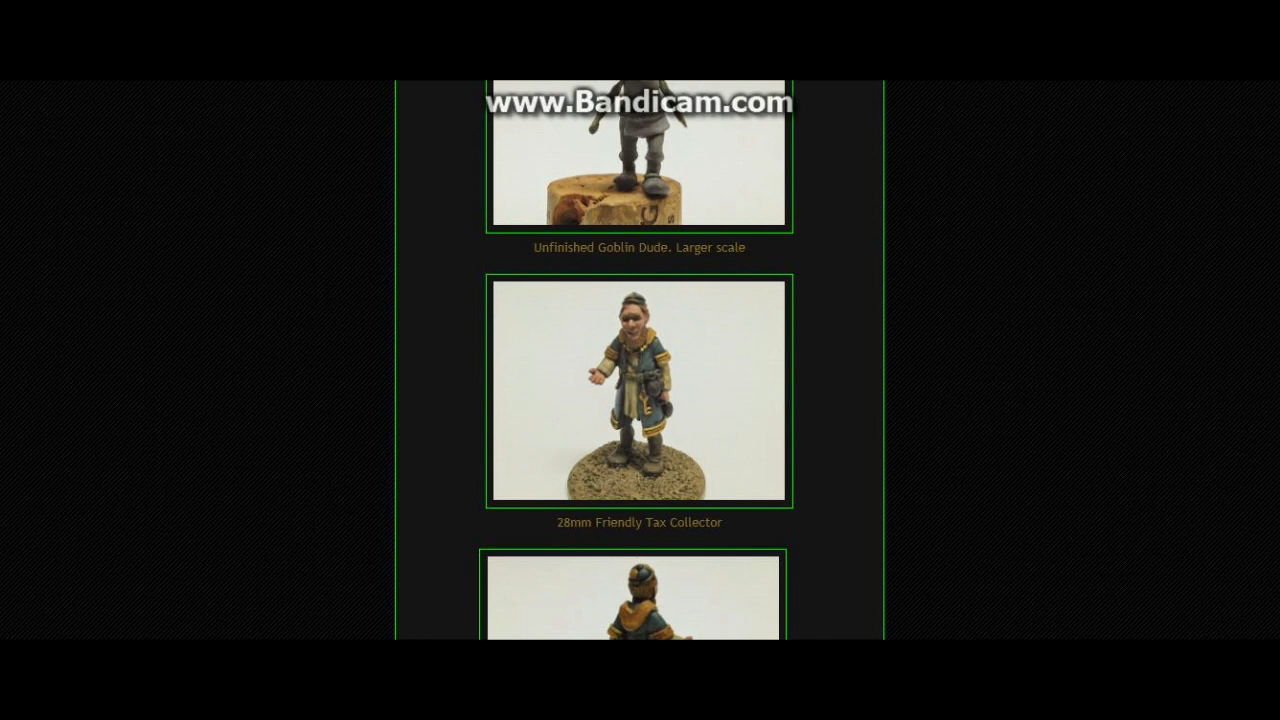 www.Bandicam.com
Unfinished Goblin Dude. Larger scale
28mm Friendly Tax Collector